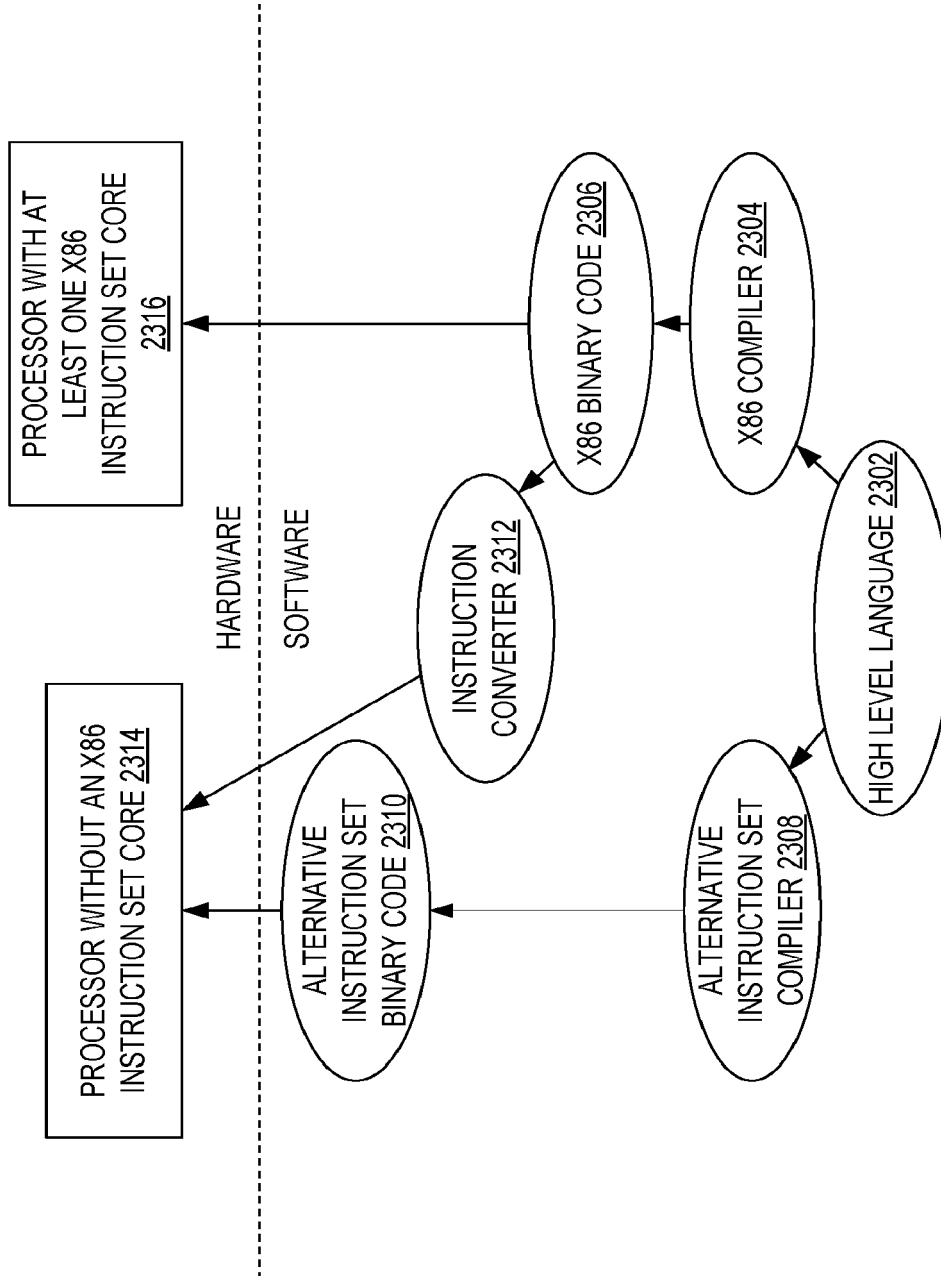 PROCESSOR WITHOUT AN X86
INSTRUCTION SET CORE 2314
PROCESSOR WITH AT
LEAST ONE X86
INSTRUCTION SET CORE
2316
HARDWARE
SOFTWARE
ALTERNATIVE
INSTRUCTION SET
BINARY CODE 2310
INSTRUCTION
CONVERTER 2312
X86 BINARY CODE 2306
ALTERNATIVE
INSTRUCTION SET
COMPILER 2308
X86 COMPILER 2304
HIGH LEVEL LANGUAGE 2302